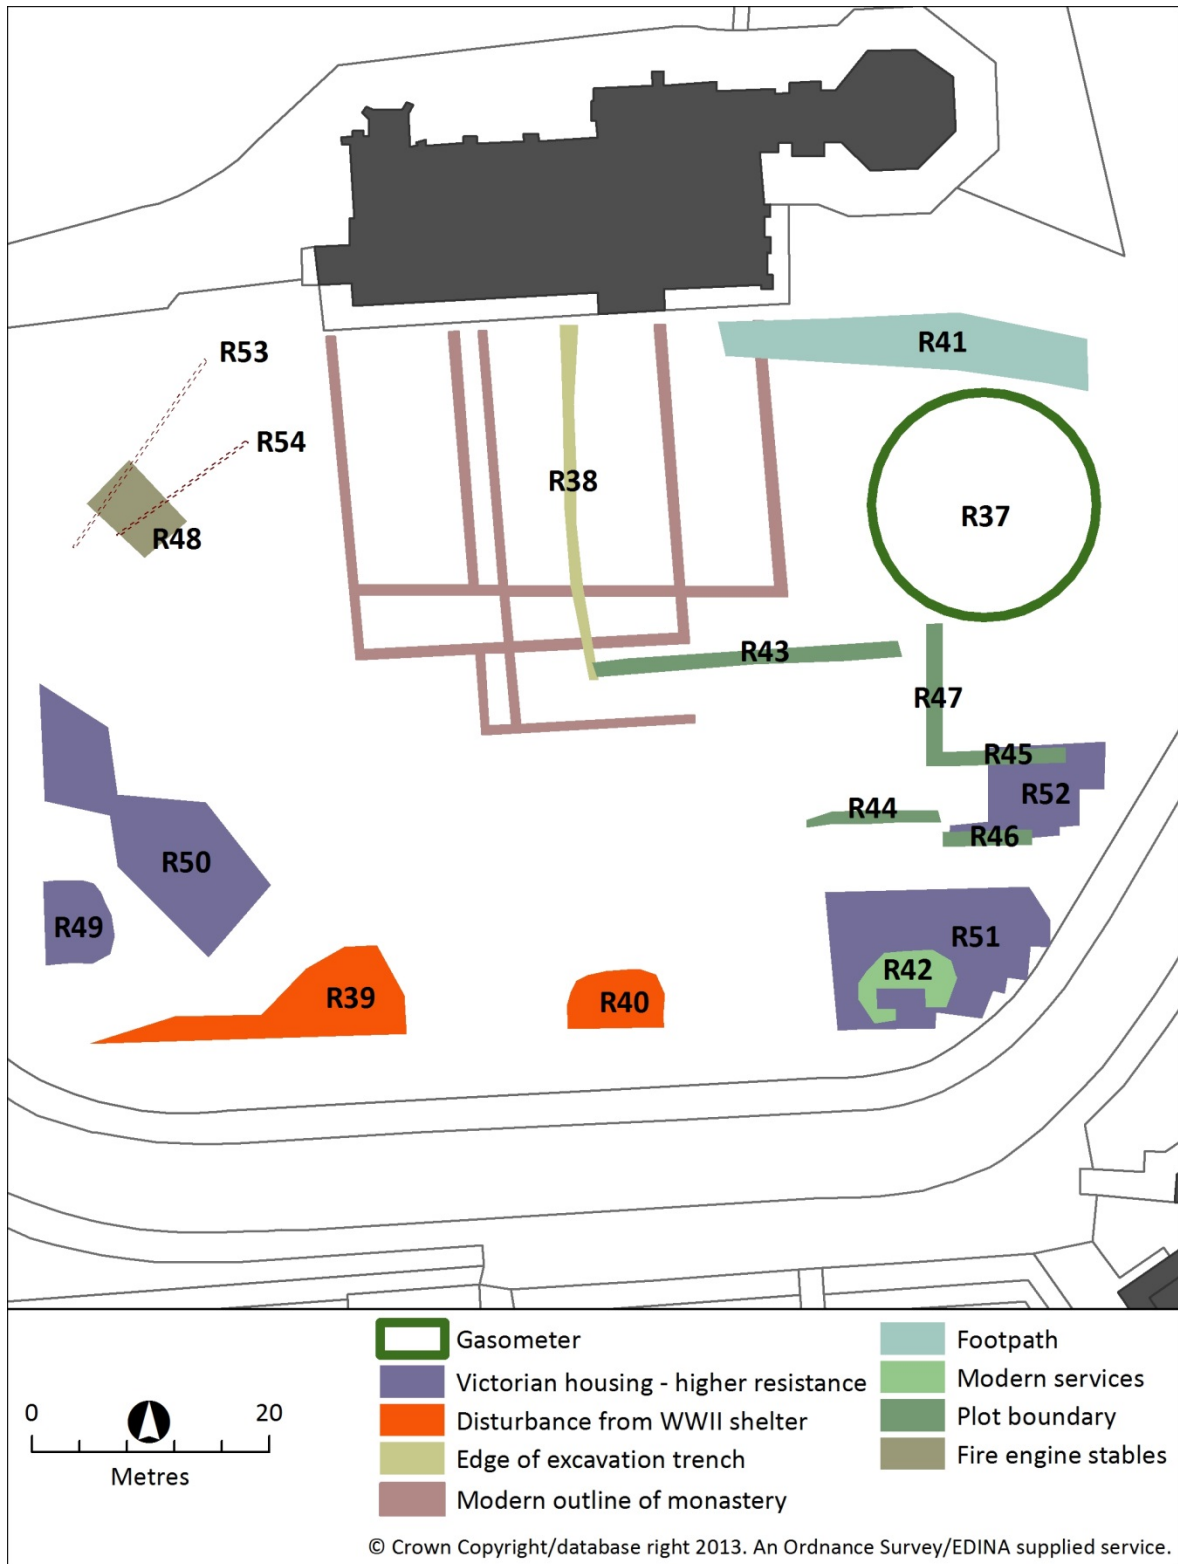 R41
R53
R54
R38
R37
R48
R43
R47
R45
R52
R44
R46
R50
R49
R51
R42
R39
R40
0 20
Metres
Gasometer
Victorian housing - higher resistance
Disturbance from WWII shelter
Edge of excavation trench
Modern outline of monastery
Footpath
Modern services
Plot boundary
Fire engine stables
© Crown Copyright/database right 2013. An Ordnance Survey/EDINA supplied service.